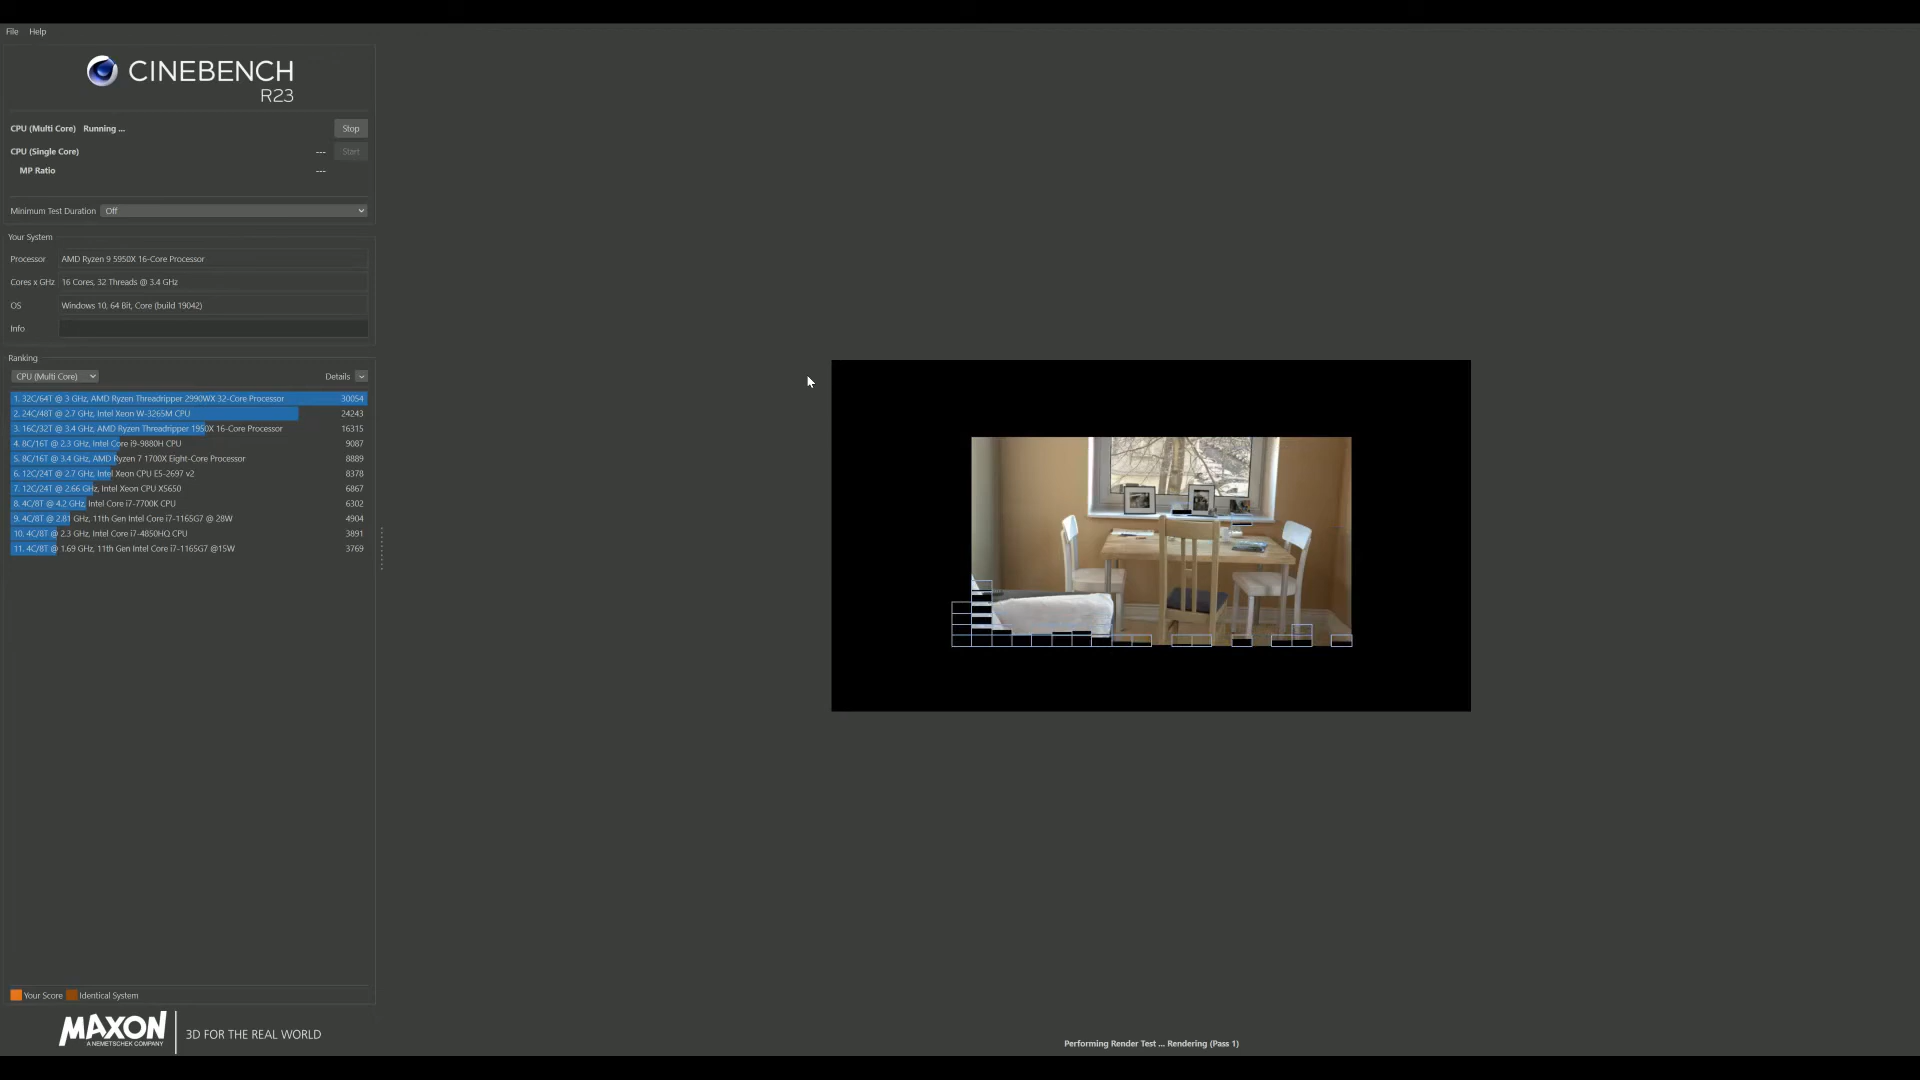 File Help
CINEBENCH
R23
CPU (Multi Core) Running ... Stop
CPU (Single Core) --- Start
MP Ratio ---
Minimum Test Duration Off
Your System
Processor AMD Ryzen 9 5950X 16-Core Processor
Cores x GHz 16 Cores, 32 Threads @ 3.4 GHz
OS Windows 10, 64 Bit, Core (build 19042)
Info
Ranking
CPU (Multi Core) Details
1. 32C/64T @ 3 GHz, AMD Ryzen Threadripper 2990WX 32-Core Processor 30054
2. 24C/48T @ 2.7 GHz, Intel Xeon W-3265M CPU 24243
3. 16C/32T @ 3.4 GHz, AMD Ryzen Threadripper 1950X 16-Core Processor 16315
4. 8C/16T @ 2.3 GHz, Intel Core i9-9880H CPU 9087
5. 8C/16T @ 3.4 GHz, AMD Ryzen 7 1700X Eight-Core Processor 8889
6. 12C/24T @ 2.7 GHz, Intel Xeon CPU E5-2697 v2 8378
7. 12C/24T @ 2.66 GHz, Intel Xeon CPU X5650 6867
8. 4C/8T @ 4.2 GHz, Intel Core i7-7700K CPU 6302
9. 4C/8T @ 2.81 GHz, 11th Gen Intel Core i7-1165G7 @ 28W 4904
10. 4C/8T @ 2.3 GHz, Intel Core i7-4850HQ CPU 3891
11. 4C/8T @ 1.69 GHz, 11th Gen Intel Core i7-1165G7 @15W 3769
Your Score Identical System
MAXON
A NEMETSCHEK COMPANY
3D FOR THE REAL WORLD
Performing Render Test ... Rendering (Pass 1)